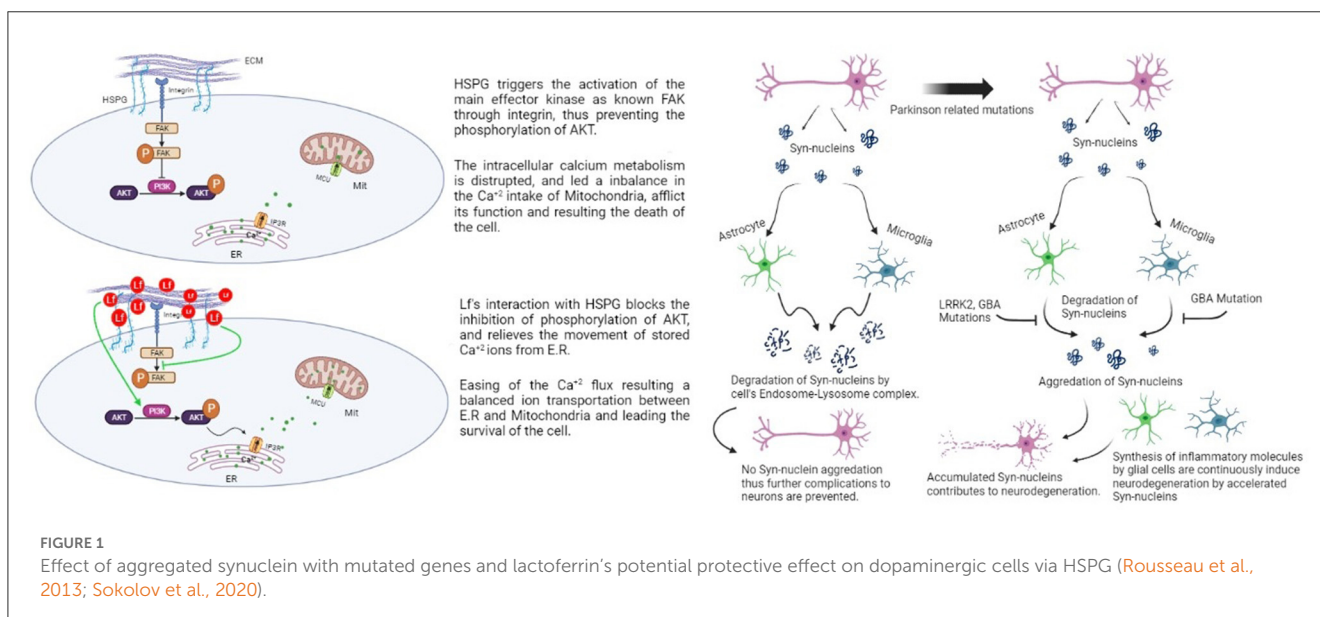 ECM
HSPG
Integrin
FAK
P
FAK
PI3K
AKT
AKT
P
MCU
Mit
IP3R
Ca⁺²
ER
HSPG triggers the activation of the
main effector kinase as known FAK
through integrin, thus preventing the
phosphorylation of AKT.
The intracellular calcium metabolism
is disrupted, and led a inbalance in
the Ca⁺² intake of Mitochondria, afflict
its function and resulting the death of
the cell.
Lf
Lf
Lf
Lf
Lf
Lf
Lf
Lf
Lf
FAK
P
FAK
PI3K
AKT
AKT
P
MCU
Mit
ER
Lf's interaction with HSPG blocks the
inhibition of phosphorylation of AKT,
and relieves the movement of stored
Ca⁺² ions from E.R.
Easing of the Ca⁺² flux resulting a
balanced ion transportation between
E.R and Mitochondria and leading the
survival of the cell.
Syn-nucleins
Astrocyte
Microglia
Degradation of Syn-nucleins by
cell's Endosome-Lysosome complex.
No Syn-nuclein aggredation
thus further complications to
neurons are prevented.
Parkinson related mutations
Syn-nucleins
Astrocyte
Microglia
LRRK2, GBA
Mutations
Degradation of
Syn-nucleins
GBA Mutation
Aggredation of Syn-nucleins
Accumulated Syn-nucleins
contributes to neurodegeneration.
Synthesis of inflammatory molecules
by glial cells are continuously induce
neurodegeneration by accelerated
Syn-nucleins
FIGURE 1
Effect of aggregated synuclein with mutated genes and lactoferrin's potential protective effect on dopaminergic cells via HSPG (Rousseau et al.,
2013; Sokolov et al., 2020).